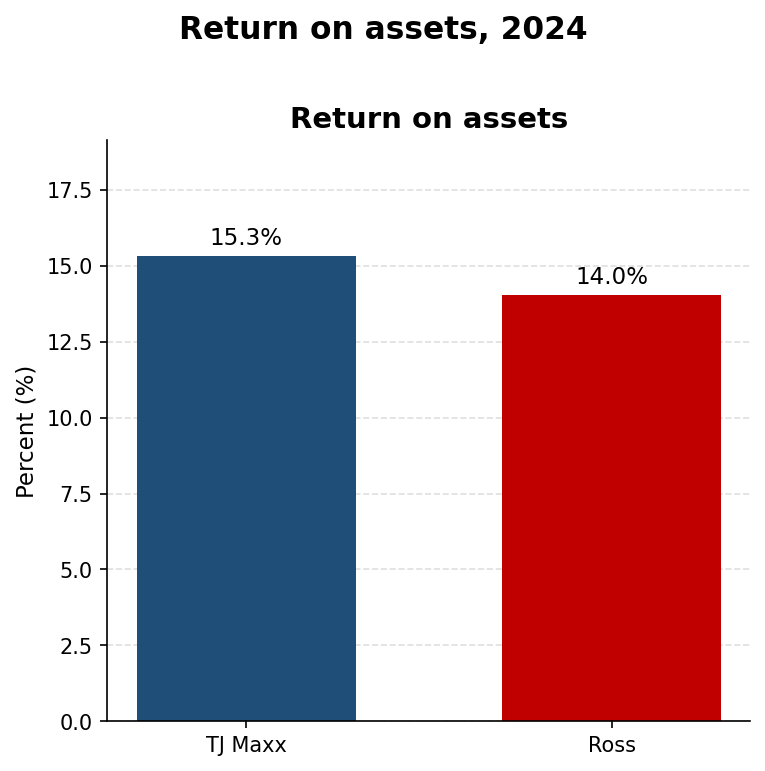 Return on assets, 2024
Return on assets
17.5
15.0
12.5
10.0
7.5
5.0
2.5
0.0
Percent (%)
15.3%
14.0%
TJ Maxx
Ross